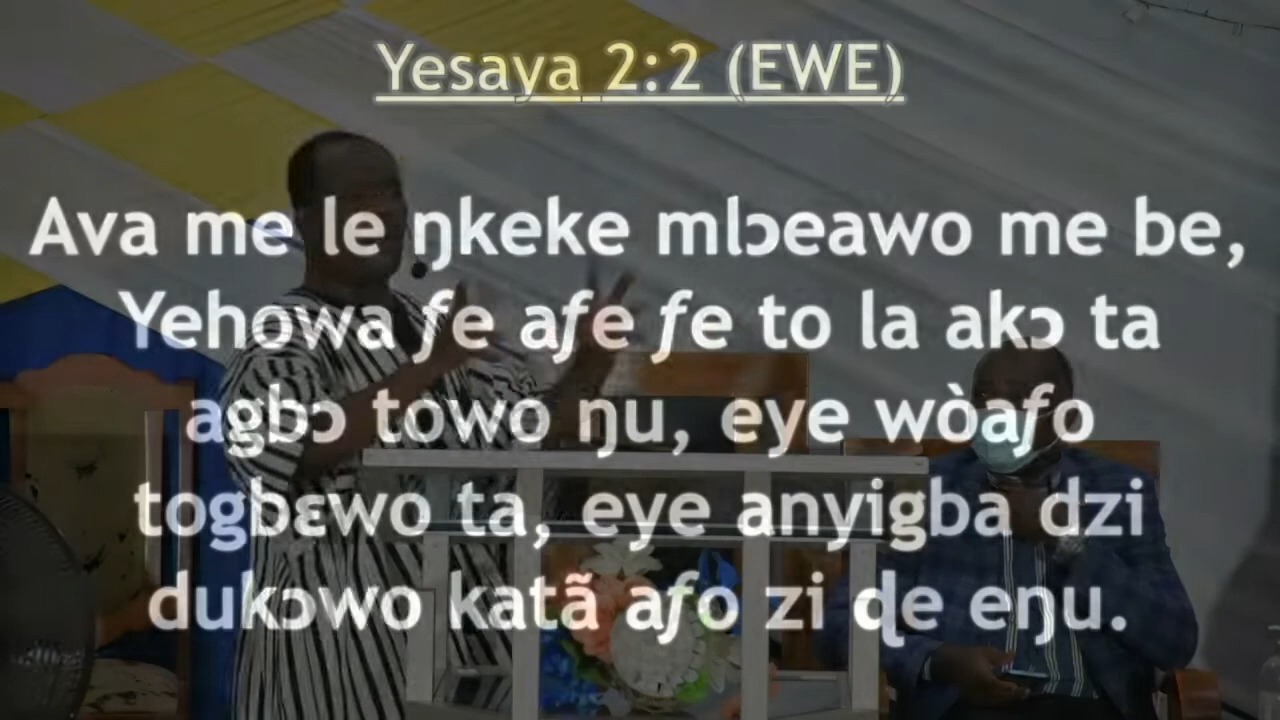 Yesaya 2:2 (EWE)
Ava me le ŋkeke mlɔeawo me be,
Yehowa ƒe aƒe ƒe to la akɔ ta
agbɔ towo ŋu, eye wòaƒo
togbɛwo ta, eye anyigba dzi
dukɔwo katã aƒo zi ɖe eŋu.